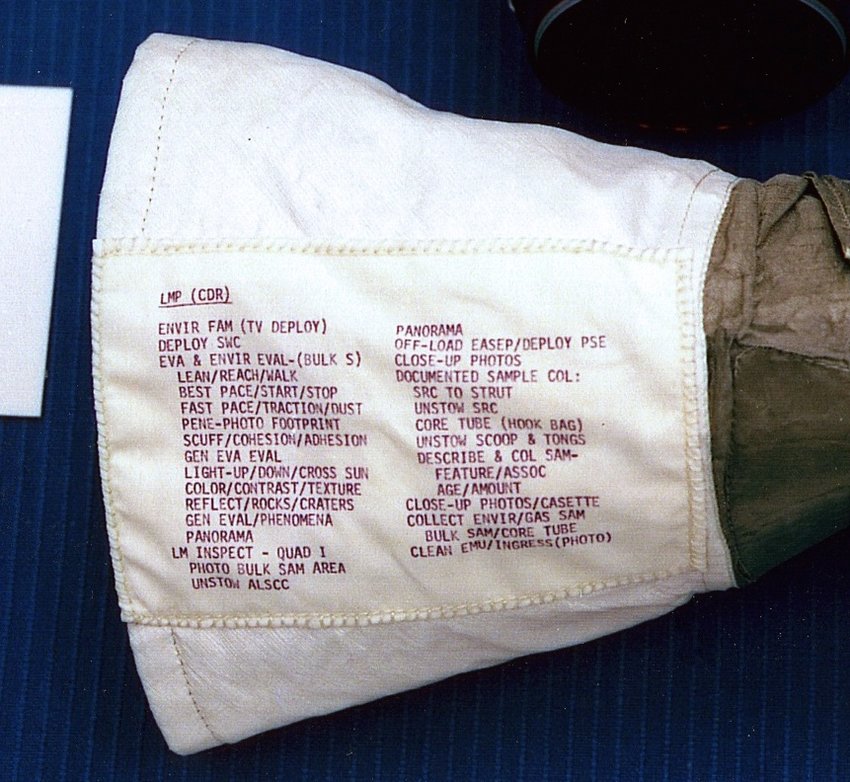 LMP (CDR)
ENVIR FAM (TV DEPLOY)
DEPLOY SWC
EVA & ENVIR EVAL-(BULK S)
LEAN/REACH/WALK
BEST PACE/START/STOP
FAST PACE/TRACTION/DUST
PENE-PHOTO FOOTPRINT
SCUFF/COHESION/ADHESION
GEN EVA EVAL
LIGHT-UP/DOWN/CROSS SUN
COLOR/CONTRAST/TEXTURE
REFLECT/ROCKS/CRATERS
GEN EVAL/PHENOMENA
PANORAMA
LM INSPECT - QUAD I
PHOTO BULK SAM AREA
UNSTOW ALSCC
PANORAMA
OFF-LOAD EASEP/DEPLOY PSE
CLOSE-UP PHOTOS
DOCUMENTED SAMPLE COL:
SRC TO STRUT
UNSTOW SRC
CORE TUBE (HOOK BAG)
UNSTOW SCOOP & TONGS
DESCRIBE & COL SAM-
FEATURE/ASSOC
AGE/AMOUNT
CLOSE-UP PHOTOS/CASETTE
COLLECT ENVIR/GAS SAM
BULK SAM/CORE TUBE
CLEAN EMU/INGRESS(PHOTO)